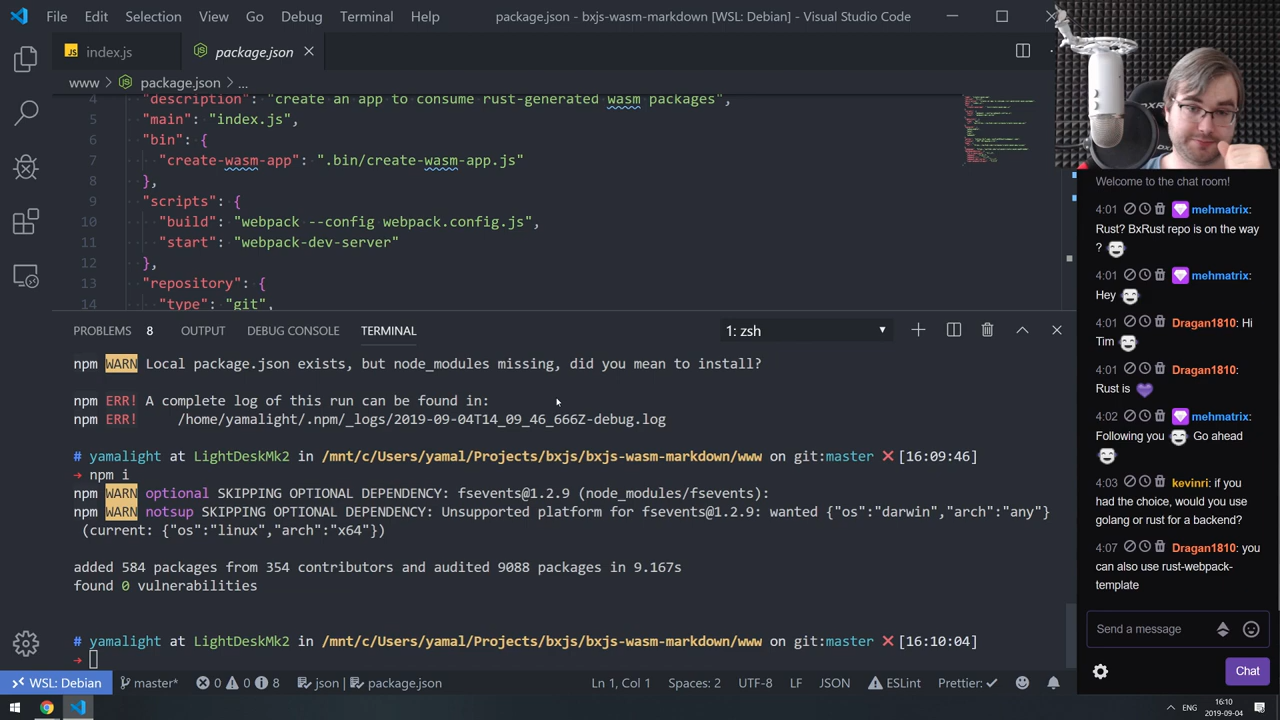 File Edit Selection View Go Debug Terminal Help
package.json - bxjs-wasm-markdown [WSL: Debian] - Visual Studio Code
JS index.js
package.json
www > package.json > ...
4 "description": "create an app to consume rust-generated wasm packages",
5 "main": "index.js",
6 "bin": {
7 "create-wasm-app": ".bin/create-wasm-app.js"
8 },
9 "scripts": {
10 "build": "webpack --config webpack.config.js",
11 "start": "webpack-dev-server"
12 },
13 "repository": {
14 "type": "git",
PROBLEMS 8 OUTPUT DEBUG CONSOLE TERMINAL 1: zsh
npm WARN Local package.json exists, but node_modules missing, did you mean to install?
npm ERR! A complete log of this run can be found in:
npm ERR! /home/yamalight/.npm/_logs/2019-09-04T14_09_46_666Z-debug.log
# yamalight at LightDeskMk2 in /mnt/c/Users/yamal/Projects/bxjs/bxjs-wasm-markdown/www on git:master ❌ [16:09:46]
→ npm i
npm WARN optional SKIPPING OPTIONAL DEPENDENCY: fsevents@1.2.9 (node_modules/fsevents):
npm WARN notsup SKIPPING OPTIONAL DEPENDENCY: Unsupported platform for fsevents@1.2.9: wanted {"os":"darwin","arch":"any"}
(current: {"os":"linux","arch":"x64"})
added 584 packages from 354 contributors and audited 9088 packages in 9.167s
found 0 vulnerabilities
# yamalight at LightDeskMk2 in /mnt/c/Users/yamal/Projects/bxjs/bxjs-wasm-markdown/www on git:master ❌ [16:10:04]
→
WSL: Debian master* 0 0 8 json | package.json Ln 1, Col 1 Spaces: 2 UTF-8 LF JSON ESLint Prettier: ✓
Welcome to the chat room!
4:01 mehmatrix:
Rust? BxRust repo is on the way
?
4:01 mehmatrix:
Hey
4:01 Dragan1810: Hi
Tim
4:01 Dragan1810:
Rust is
4:02 mehmatrix:
Following you Go ahead
4:03 kevinri: if you
had the choice, would you use
golang or rust for a backend?
4:07 Dragan1810: you
can also use rust-webpack-
template
Send a message
Chat
ENG
16:10
2019-09-04